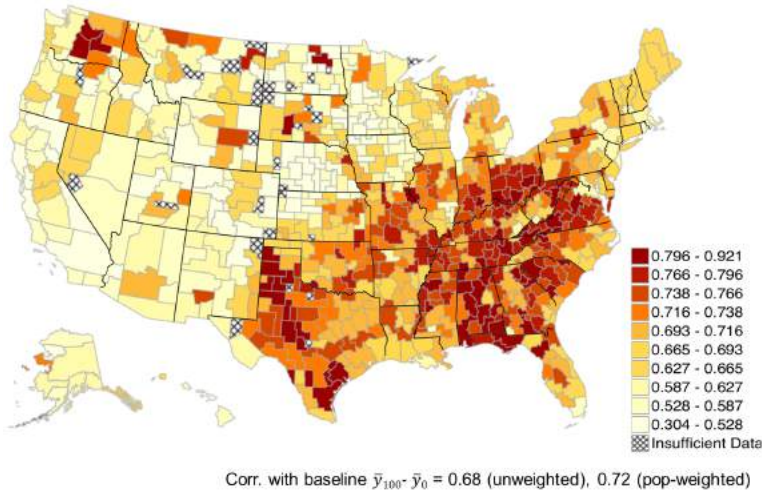 0.796 - 0.921
0.766 - 0.796
0.738 - 0.766
0.716 - 0.738
0.693 - 0.716
0.665 - 0.693
0.627 - 0.665
0.587 - 0.627
0.528 - 0.587
0.304 - 0.528
Insufficient Data
Corr. with baseline ȳ₁₀₀- ȳ₀ = 0.68 (unweighted), 0.72 (pop-weighted)